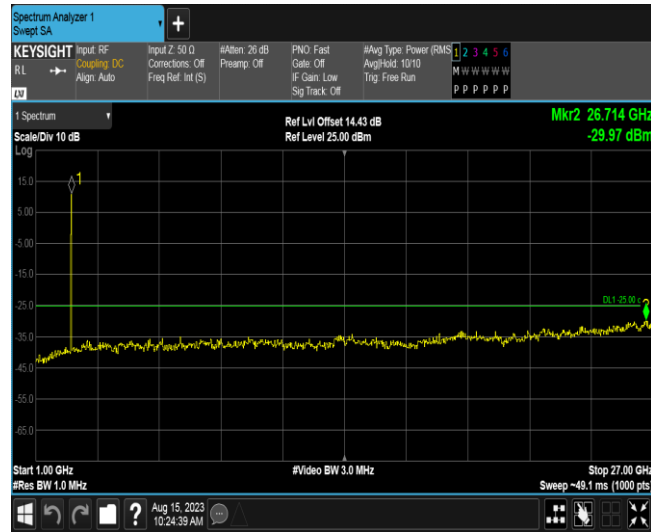 Spectrum Analyzer 1
Swept SA
+
KEYSIGHT
RL
LXI
Input: RF
Coupling: DC
Align: Auto
Input Z: 50 Ω
Corrections: Off
Freq Ref: Int (S)
#Atten: 26 dB
Preamp: Off
PNO: Fast
Gate: Off
IF Gain: Low
Sig Track: Off
#Avg Type: Power (RMS
Avg|Hold: 10/10
Trig: Free Run
1 2 3 4 5 6
M W W W W W
P P P P P P
1 Spectrum
Scale/Div 10 dB
Log
Ref Lvl Offset 14.43 dB
Ref Level 25.00 dBm
Mkr2 26.714 GHz
-29.97 dBm
1
15.0
5.00
-5.00
-15.0
-25.0
DL1 -25.00
2
-35.0
-45.0
-55.0
-65.0
Start 1.00 GHz
#Video BW 3.0 MHz
Stop 27.00 GHz
#Res BW 1.0 MHz
Sweep ~49.1 ms (1000 pts)
?
Aug 15, 2023
10:24:39 AM